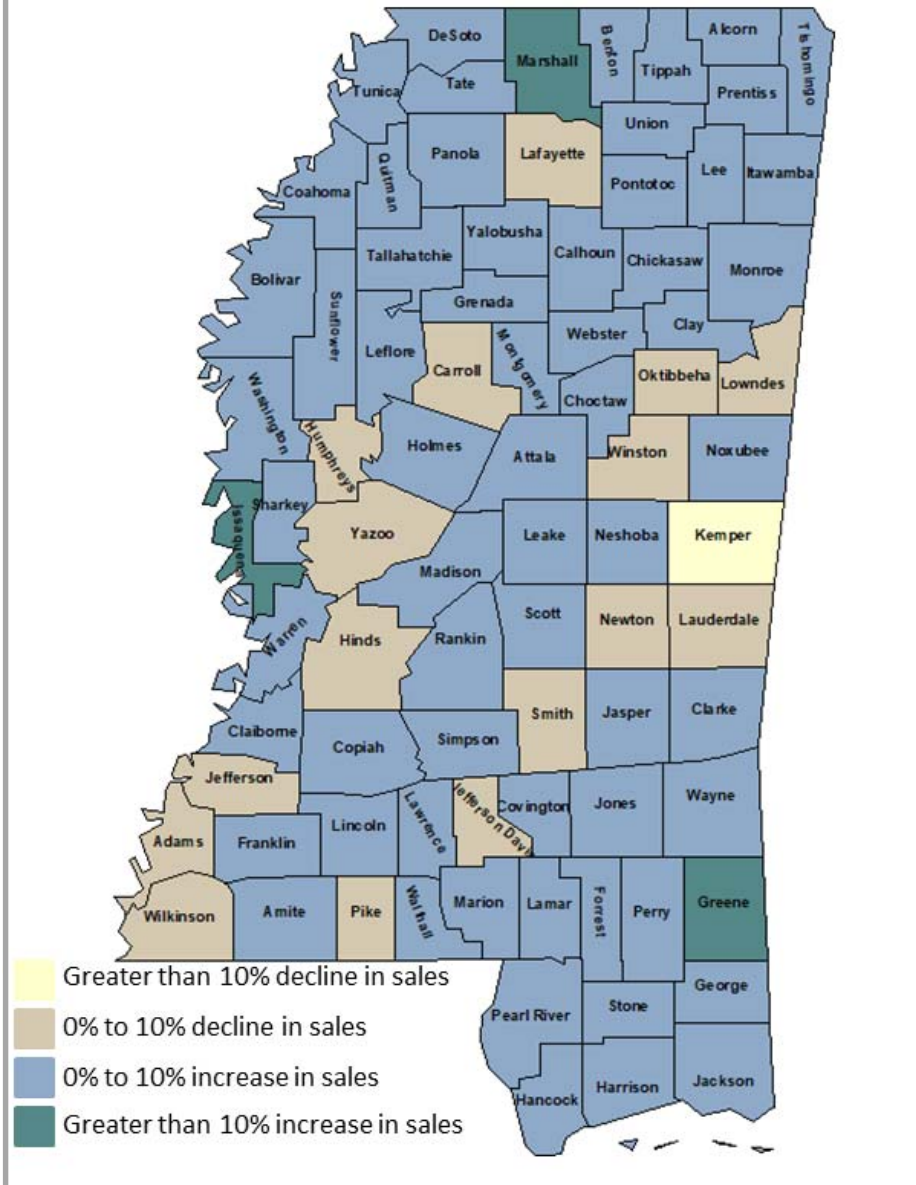 DeSoto
Marshall
Benton
Tippah
Alcorn
Tishomingo
Tunica
Tate
Prentiss
Union
Panola
Lafayette
Quitman
Coahoma
Pontotoc
Lee
Itawamba
Yalobusha
Tallahatchie
Calhoun
Chickasaw
Monroe
Bolivar
Sunflower
Grenada
Leflore
Carroll
Montgomery
Webster
Clay
Choctaw
Oktibbeha
Lowndes
Washington
Humphreys
Holmes
Attala
Winston
Noxubee
Sharkey
Issaquena
Yazoo
Leake
Neshoba
Kemper
Madison
Warren
Hinds
Rankin
Scott
Newton
Lauderdale
Claiborne
Copiah
Simpson
Smith
Jasper
Clarke
Jefferson
Adams
Franklin
Lincoln
Lawrence
Jefferson Davi
Covington
Jones
Wayne
Wilkinson
Amite
Pike
Walthall
Marion
Lamar
Forrest
Perry
Greene
Pearl River
Stone
George
Hancock
Harrison
Jackson
Greater than 10% decline in sales
0% to 10% decline in sales
0% to 10% increase in sales
Greater than 10% increase in sales